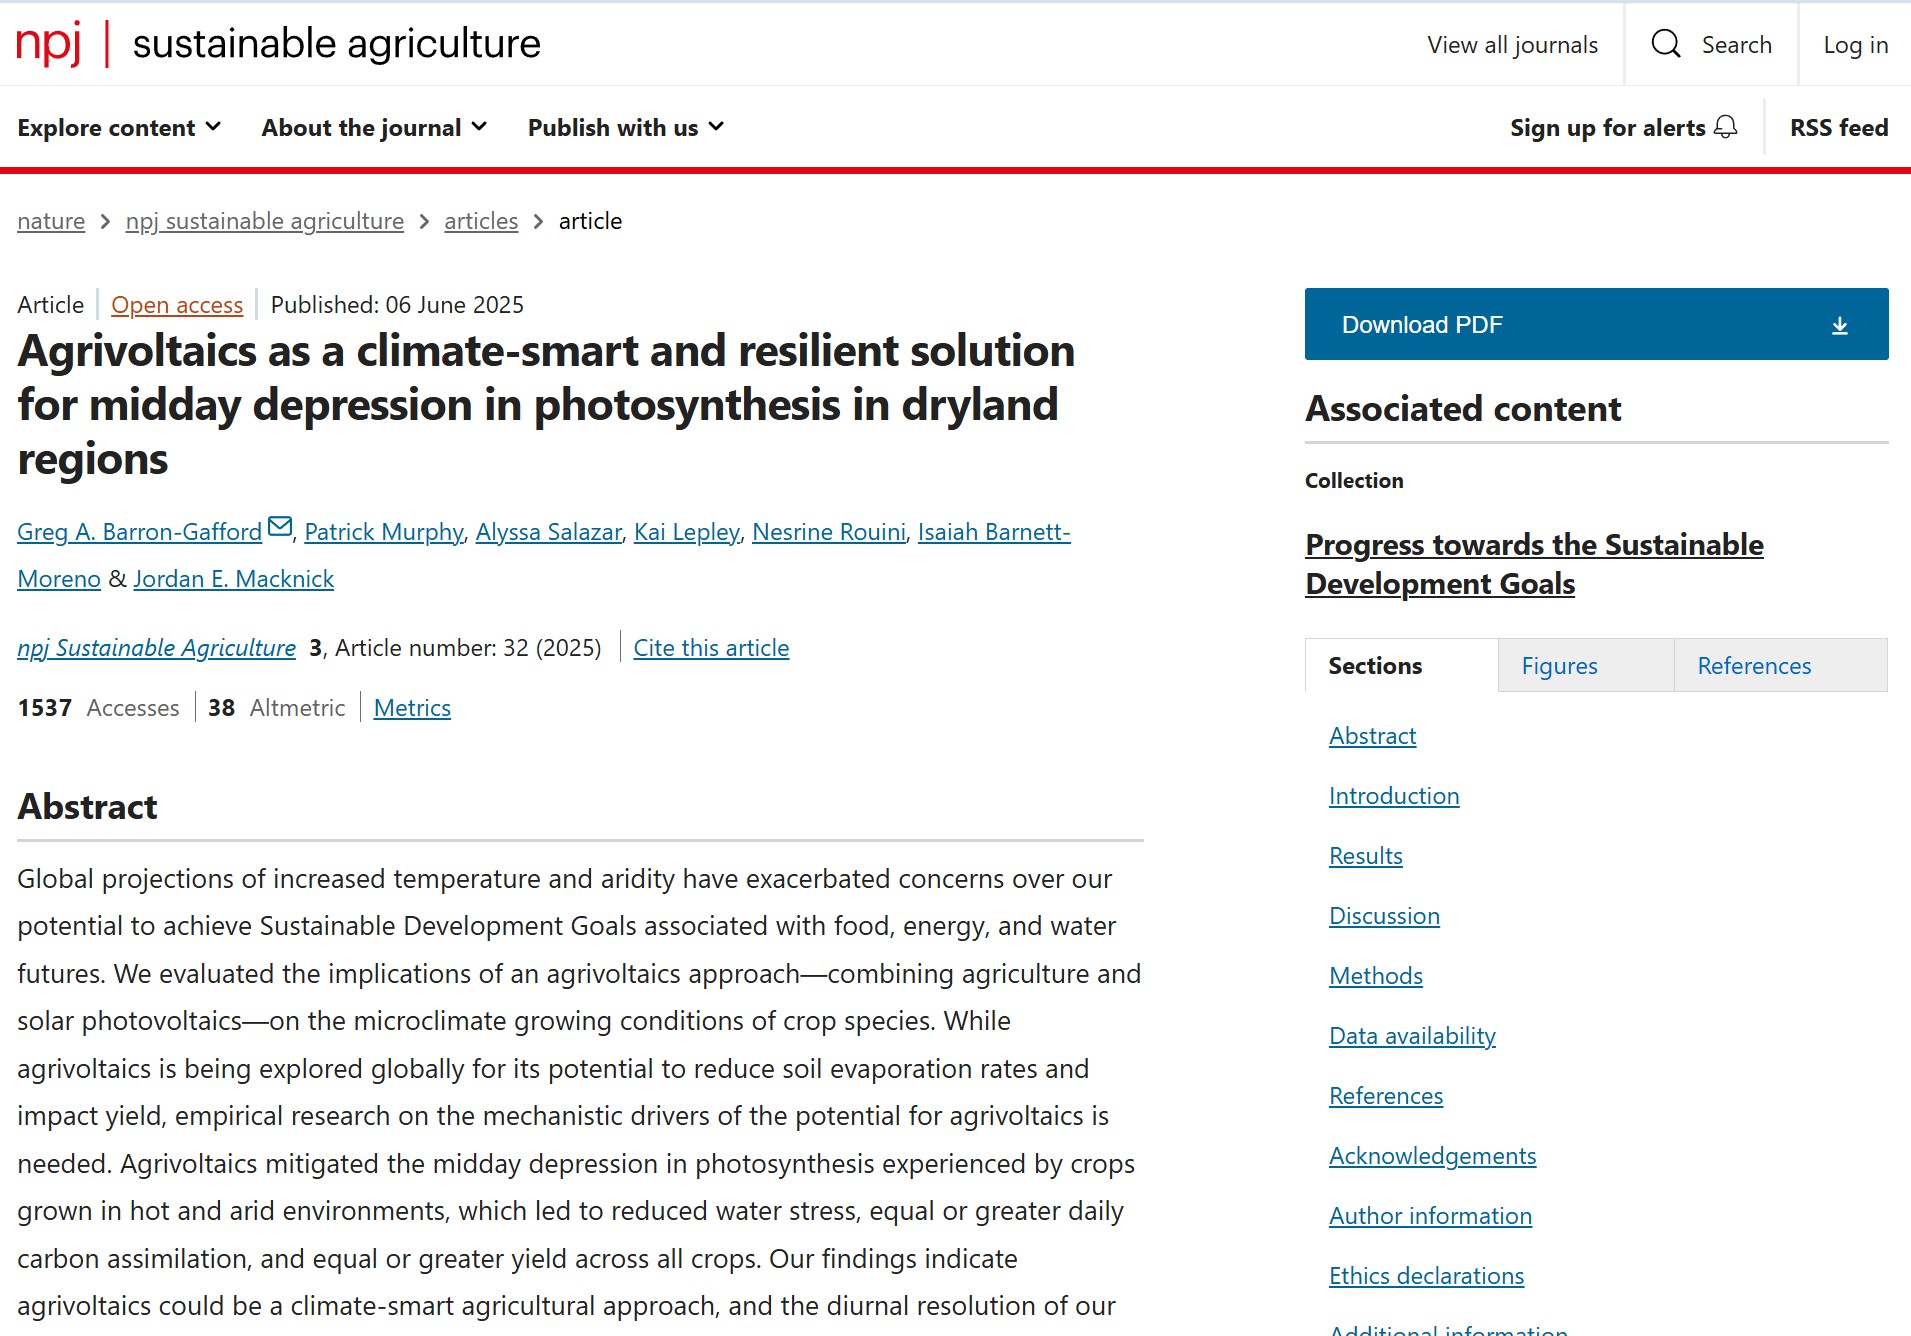 npj | sustainable agriculture
View all journals
Search
Log in
Explore content
About the journal
Publish with us
Sign up for alerts
RSS feed
nature > npj sustainable agriculture > articles > article
Article | Open access | Published: 06 June 2025
Agrivoltaics as a climate-smart and resilient solution
for midday depression in photosynthesis in dryland
regions
Greg A. Barron-Gafford, Patrick Murphy, Alyssa Salazar, Kai Lepley, Nesrine Rouini, Isaiah Barnett-
Moreno & Jordan E. Macknick
npj Sustainable Agriculture 3, Article number: 32 (2025) | Cite this article
1537 Accesses | 38 Altmetric | Metrics
Abstract
Global projections of increased temperature and aridity have exacerbated concerns over our
potential to achieve Sustainable Development Goals associated with food, energy, and water
futures. We evaluated the implications of an agrivoltaics approach—combining agriculture and
solar photovoltaics—on the microclimate growing conditions of crop species. While
agrivoltaics is being explored globally for its potential to reduce soil evaporation rates and
impact yield, empirical research on the mechanistic drivers of the potential for agrivoltaics is
needed. Agrivoltaics mitigated the midday depression in photosynthesis experienced by crops
grown in hot and arid environments, which led to reduced water stress, equal or greater daily
carbon assimilation, and equal or greater yield across all crops. Our findings indicate
agrivoltaics could be a climate-smart agricultural approach, and the diurnal resolution of our
Download PDF
Associated content
Collection
Progress towards the Sustainable
Development Goals
Sections
Figures
References
Abstract
Introduction
Results
Discussion
Methods
Data availability
References
Acknowledgements
Author information
Ethics declarations
Additional information